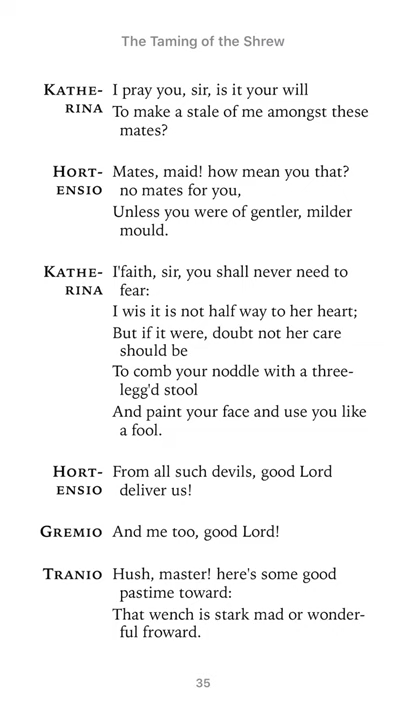 The Taming of the Shrew
KATHE- I pray you, sir, is it your will
RINA To make a stale of me amongst these
mates?
HORT- Mates, maid! how mean you that?
ENSIO no mates for you,
Unless you were of gentler, milder
mould.
KATHE- I'faith, sir, you shall never need to
RINA fear:
I wis it is not half way to her heart;
But if it were, doubt not her care
should be
To comb your noddle with a three-
legg'd stool
And paint your face and use you like
a fool.
HORT- From all such devils, good Lord
ENSIO deliver us!
GREMIO And me too, good Lord!
TRANIO Hush, master! here's some good
pastime toward:
That wench is stark mad or wonder-
ful froward.
35